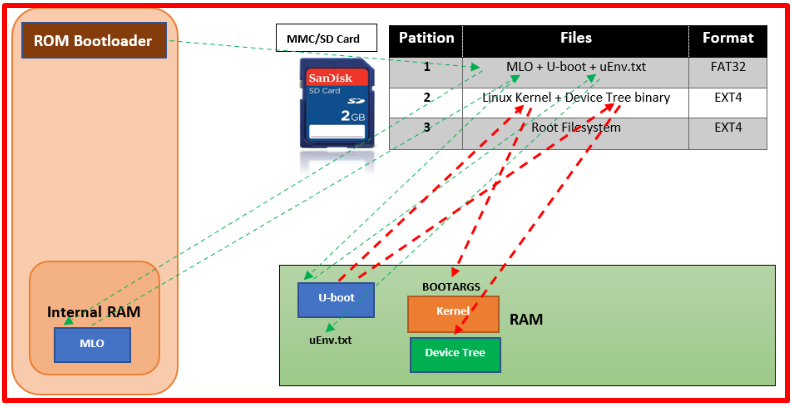 ROM Bootloader
MMC/SD Card
Patition Files Format
1 MLO + U-boot + uEnv.txt FAT32
2 Linux Kernel + Device Tree binary EXT4
3 Root Filesystem EXT4
SanDisk
SD Card
SD
2GB
Internal RAM
MLO
U-boot
uEnv.txt
BOOTARGS
Kernel
Device Tree
RAM